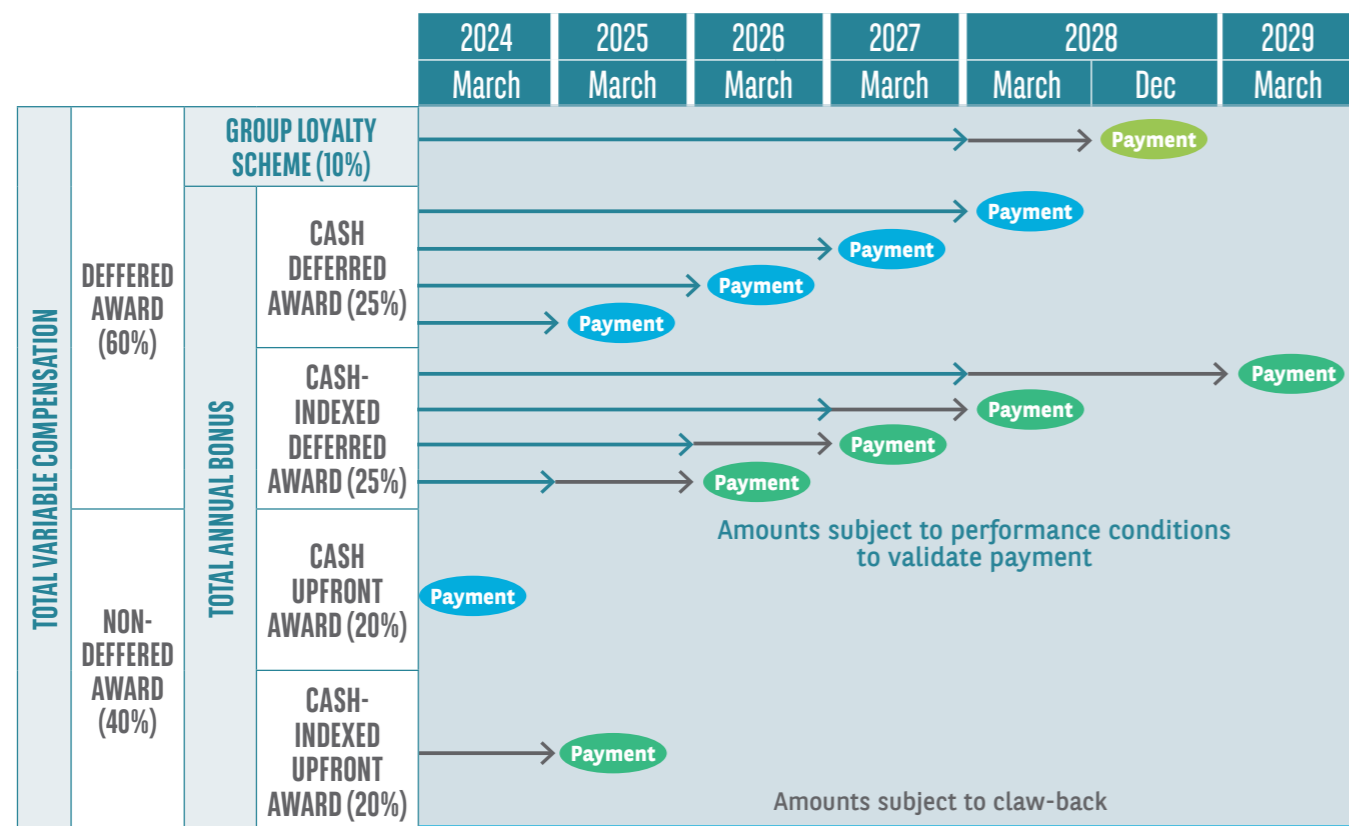 2024 2025 2026 2027 2028 2029
March March March March March Dec March
TOTAL VARIABLE COMPENSATION
DEFFERED
AWARD
(60%)
GROUP LOYALTY
SCHEME (10%)
Payment
TOTAL ANNUAL BONUS
CASH
DEFERRED
AWARD (25%)
Payment
Payment
Payment
Payment
CASH-
INDEXED
DEFERRED
AWARD (25%)
Payment
Payment
Payment
Payment
Amounts subject to performance conditions
to validate payment
NON-
DEFFERED
AWARD
(40%)
CASH
UPFRONT
AWARD (20%)
Payment
CASH-
INDEXED
UPFRONT
AWARD (20%)
Payment
Amounts subject to claw-back